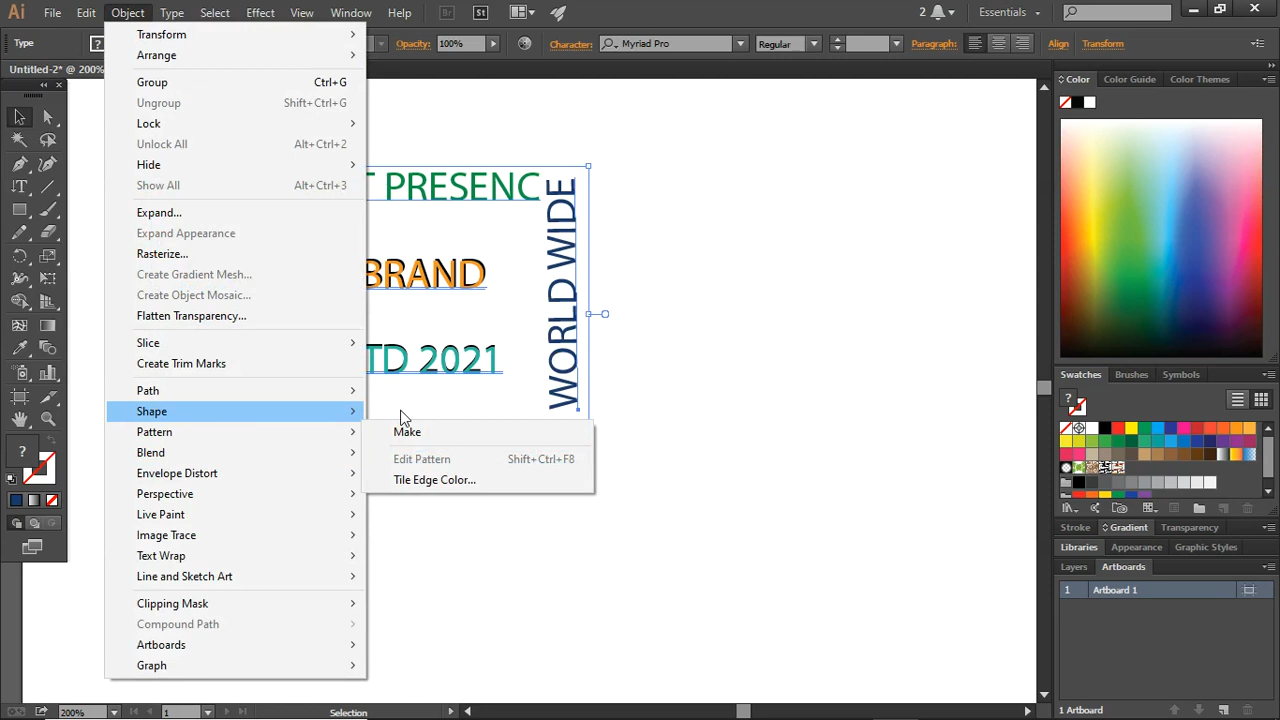 Ai File Edit Object Type Select Effect View Window Help Br St 2 Essentials
Type ? Opacity: 100% Character: Myriad Pro Regular Paragraph: Align Transform
Untitled-2* @ 200%
Transform
Arrange
Group Ctrl+G
Ungroup Shift+Ctrl+G
Lock
Unlock All Alt+Ctrl+2
Hide
Show All Alt+Ctrl+3
Expand...
Expand Appearance
Rasterize...
Create Gradient Mesh...
Create Object Mosaic...
Flatten Transparency...
Slice
Create Trim Marks
Path
Shape
Pattern
Blend
Envelope Distort
Perspective
Live Paint
Image Trace
Text Wrap
Line and Sketch Art
Clipping Mask
Compound Path
Artboards
Graph
Make
Edit Pattern Shift+Ctrl+F8
Tile Edge Color...
T PRESENC
BRAND
TD 2021
WORLD WIDE
?
Color Color Guide Color Themes
Swatches Brushes Symbols
?
Stroke Gradient Transparency
Libraries Appearance Graphic Styles
Layers Artboards
1 Artboard 1
1 Artboard
200% 1 Selection